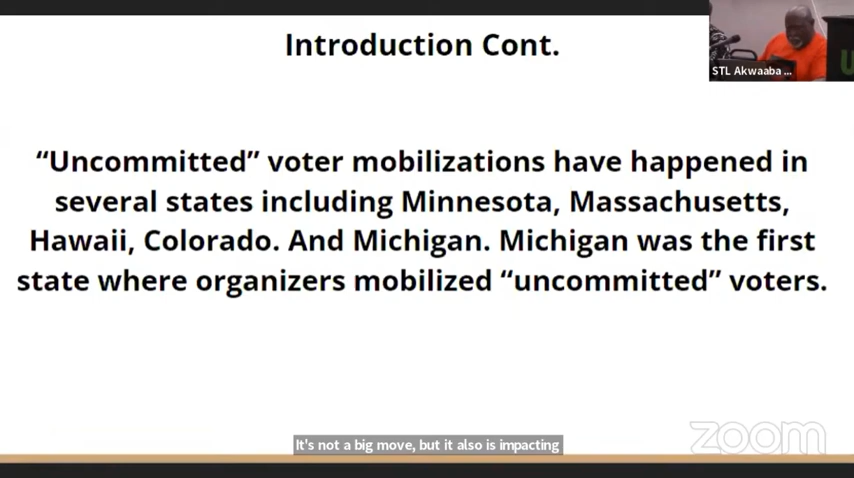 Introduction Cont.
STL Akwaaba ...
U
“Uncommitted” voter mobilizations have happened in
several states including Minnesota, Massachusetts,
Hawaii, Colorado. And Michigan. Michigan was the first
state where organizers mobilized “uncommitted” voters.
It's not a big move, but it also is impacting
zoom